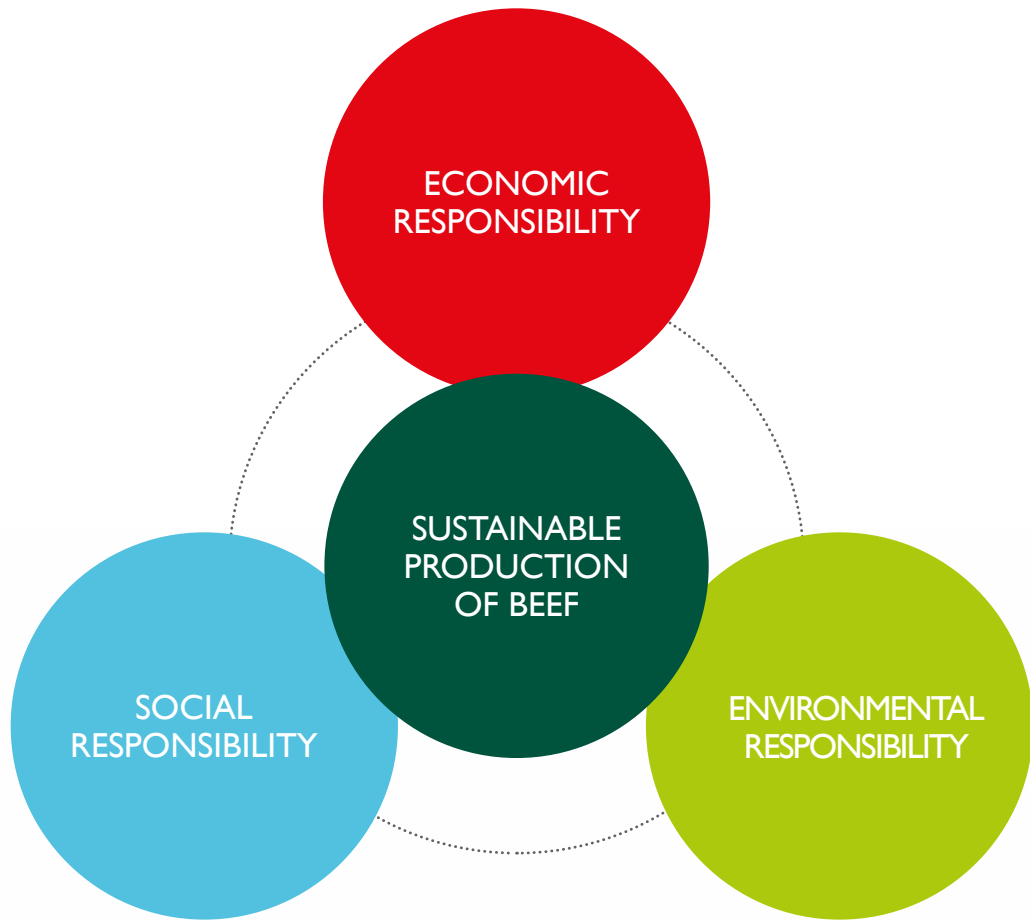 ECONOMIC
RESPONSIBILITY
SUSTAINABLE
PRODUCTION
OF BEEF
SOCIAL
RESPONSIBILITY
ENVIRONMENTAL
RESPONSIBILITY